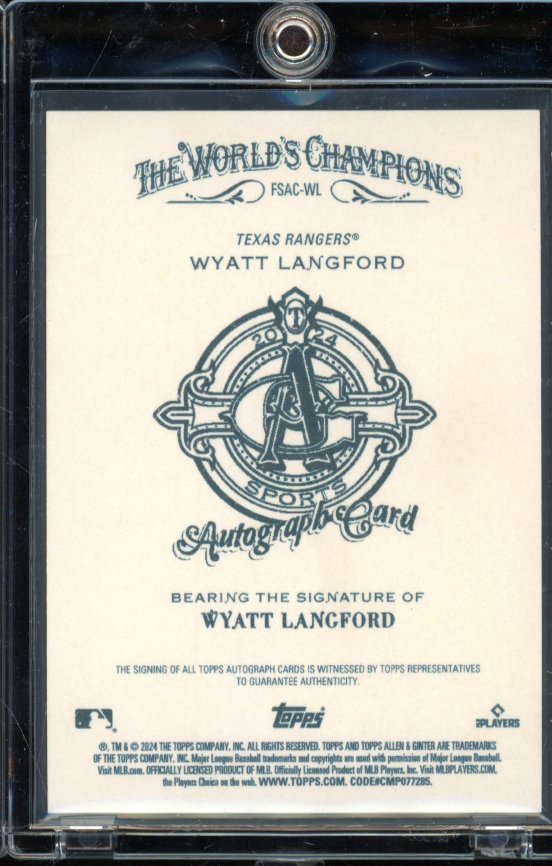 THE WORLD'S CHAMPIONS
FSAC-WL
TEXAS RANGERS®
WYATT LANGFORD
T
20 24
A&G
SPORTS
Autograph Card
BEARING THE SIGNATURE OF
WYATT LANGFORD
THE SIGNING OF ALL TOPPS AUTOGRAPH CARDS IS WITNESSED BY TOPPS REPRESENTATIVES
TO GUARANTEE AUTHENTICITY.
Topps
PLAYERS
®, TM & © 2024 THE TOPPS COMPANY, INC. ALL RIGHTS RESERVED. TOPPS AND TOPPS ALLEN & GINTER ARE TRADEMARKS
OF THE TOPPS COMPANY, INC. Major League Baseball trademarks and copyrights are used with permission of Major League Baseball.
Visit MLB.com. OFFICIALLY LICENSED PRODUCT OF MLB. Officially Licensed Product of MLB Players, Inc. Visit MLBPLAYERS.COM,
the Players Choice on the web. WWW.TOPPS.COM. CODE#CMP077285.